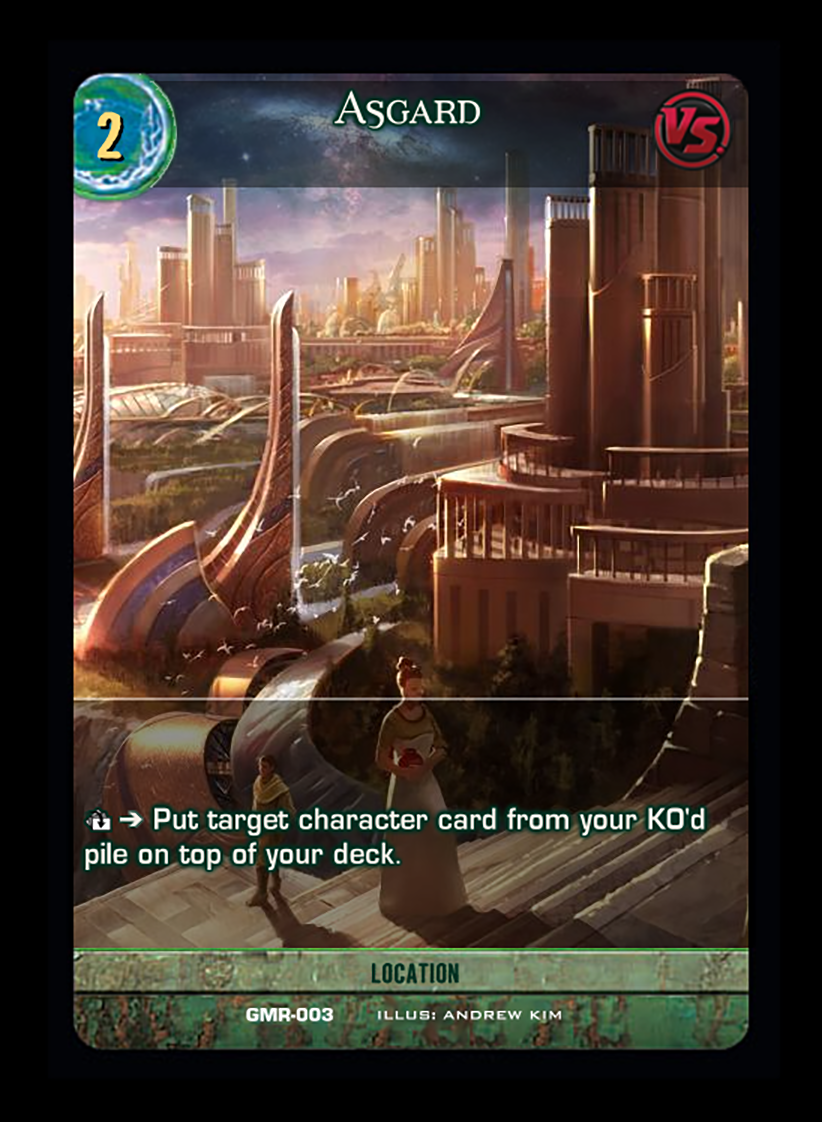 2
ASGARD
VS.
➔ Put target character card from your KO'd
pile on top of your deck.
LOCATION
GMR-003 ILLUS: ANDREW KIM